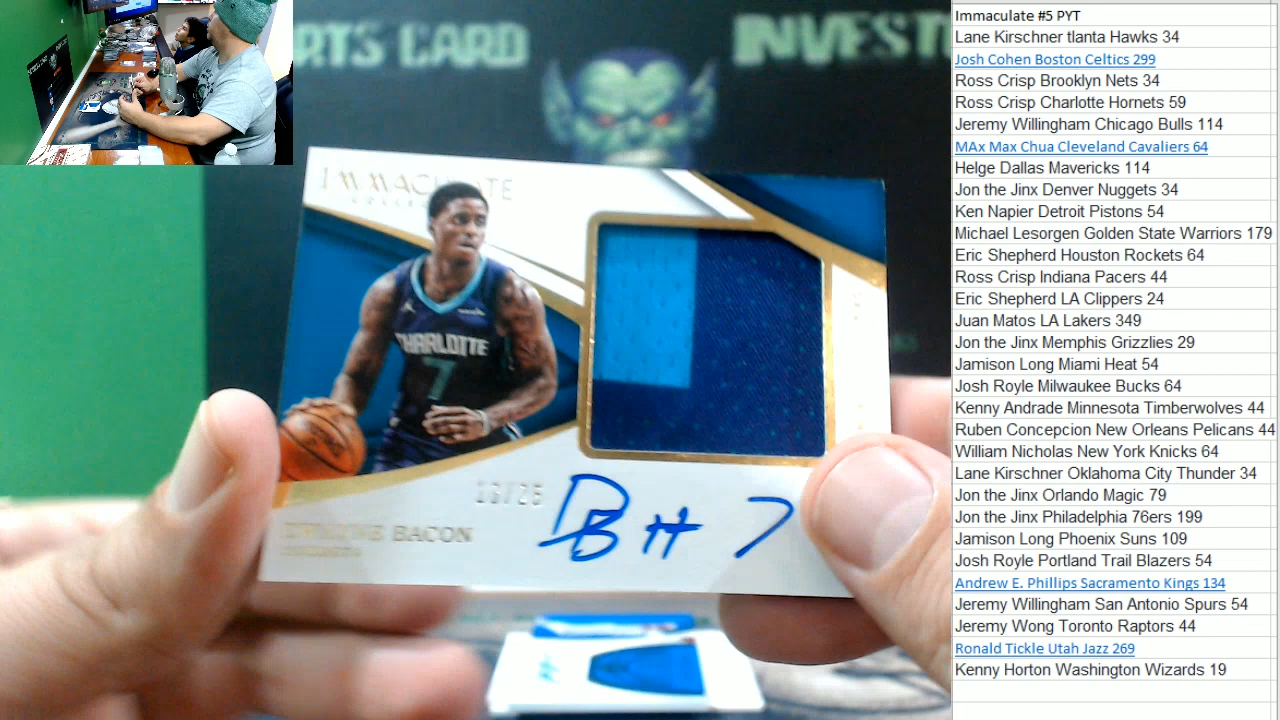 RTS CARD INVEST
IMMACULATE
CHARLOTTE
7
BACON
Immaculate #5 PYT
Lane Kirschner tlanta Hawks 34
Josh Cohen Boston Celtics 299
Ross Crisp Brooklyn Nets 34
Ross Crisp Charlotte Hornets 59
Jeremy Willingham Chicago Bulls 114
MAx Max Chua Cleveland Cavaliers 64
Helge Dallas Mavericks 114
Jon the Jinx Denver Nuggets 34
Ken Napier Detroit Pistons 54
Michael Lesorgen Golden State Warriors 179
Eric Shepherd Houston Rockets 64
Ross Crisp Indiana Pacers 44
Eric Shepherd LA Clippers 24
Juan Matos LA Lakers 349
Jon the Jinx Memphis Grizzlies 29
Jamison Long Miami Heat 54
Josh Royle Milwaukee Bucks 64
Kenny Andrade Minnesota Timberwolves 44
Ruben Concepcion New Orleans Pelicans 44
William Nicholas New York Knicks 64
Lane Kirschner Oklahoma City Thunder 34
Jon the Jinx Orlando Magic 79
Jon the Jinx Philadelphia 76ers 199
Jamison Long Phoenix Suns 109
Josh Royle Portland Trail Blazers 54
Andrew E. Phillips Sacramento Kings 134
Jeremy Willingham San Antonio Spurs 54
Jeremy Wong Toronto Raptors 44
Ronald Tickle Utah Jazz 269
Kenny Horton Washington Wizards 19